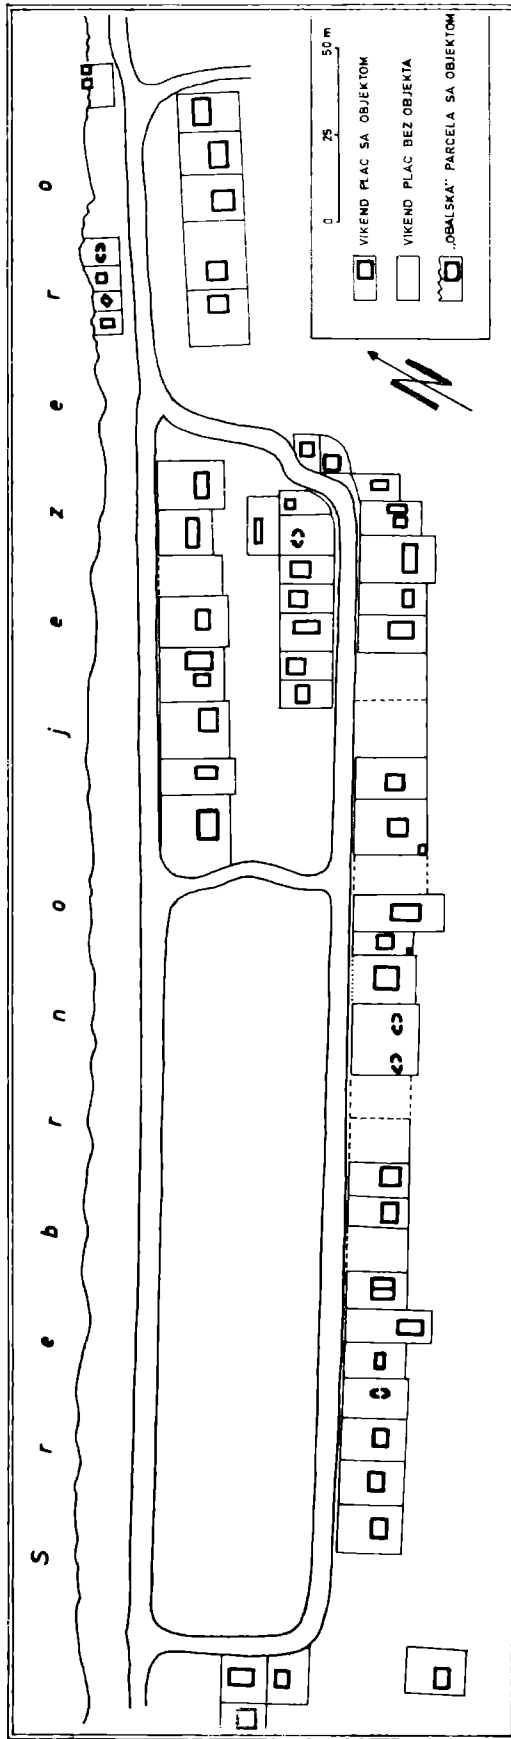 Srebrno jezero
0 25 50 m
VIKEND PLAC SA OBJEKTOM
VIKEND PLAC BEZ OBJEKTA
„OBALSKA" PARCELA SA OBJEKTOM
N